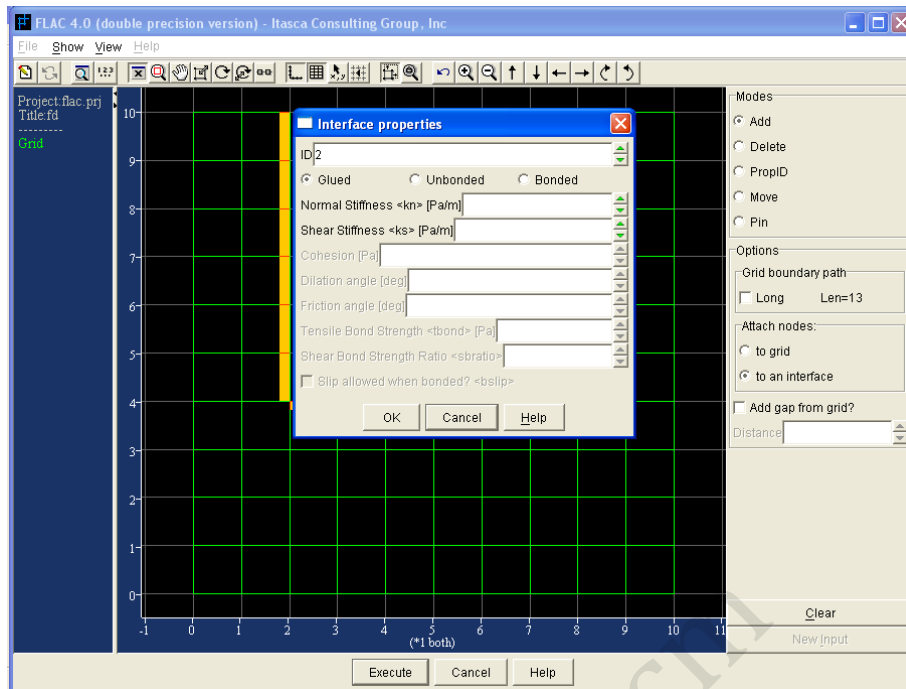 FLAC 4.0 (double precision version) - Itasca Consulting Group, Inc
File Show View Help
123
Project:flac.prj
Title:fd
---------
Grid
10
9
8
7
6
5
4
3
2
1
0
-1 0 1 2 3 4 5 6 7 8 9 10 11
(*1 both)
Interface properties
ID 2
Glued Unbonded Bonded
Normal Stiffness <kn> [Pa/m]
Shear Stiffness <ks> [Pa/m]
Cohesion [Pa]
Dilation angle [deg]
Friction angle [deg]
Tensile Bond Strength <tbond> [Pa]
Shear Bond Strength Ratio <sbratio>
Slip allowed when bonded? <bslip>
OK Cancel Help
Modes
Add
Delete
PropID
Move
Pin
Options
Grid boundary path
Long Len=13
Attach nodes:
to grid
to an interface
Add gap from grid?
Distance
Clear
New Input
Execute Cancel Help